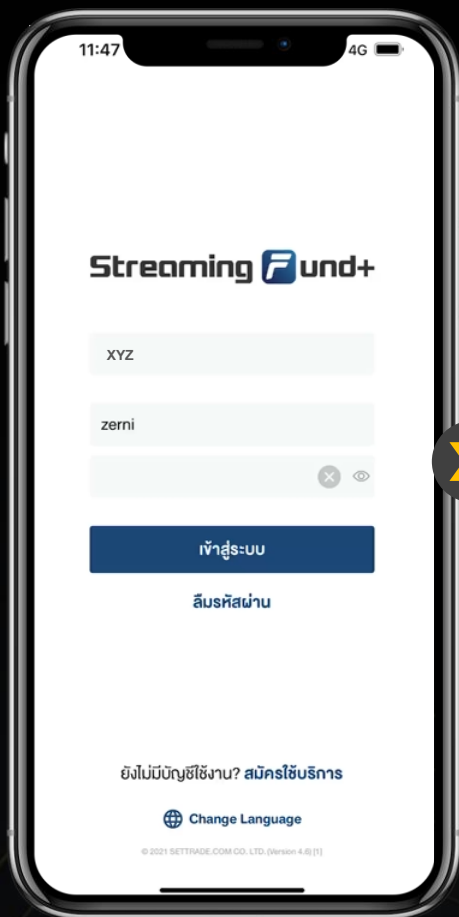 11:47
4G
Streaming Fund+
XYZ
zerni
เข้าสู่ระบบ
ลืมรหัสผ่าน
ยังไม่มีบัญชีใช้งาน? สมัครใช้บริการ
Change Language
© 2021 SETTRADE.COM CO. LTD. (Version 4.6) [1]